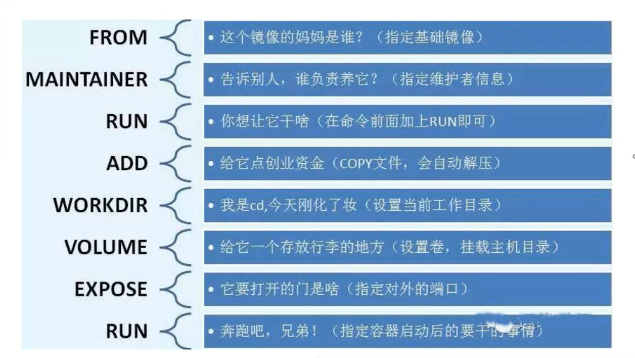 FROM
• 这个镜像的妈妈是谁？（指定基础镜像）
MAINTAINER
• 告诉别人，谁负责养它？（指定维护者信息）
RUN
• 你想让它干啥（在命令前面加上RUN即可）
ADD
• 给它点创业资金（COPY文件，会自动解压）
WORKDIR
• 我是cd,今天刚化了妆（设置当前工作目录）
VOLUME
• 给它一个存放行李的地方（设置卷，挂载主机目录）
EXPOSE
• 它要打开的门是啥（指定对外的端口）
RUN
• 奔跑吧，兄弟！（指定容器启动后的要干的事情）